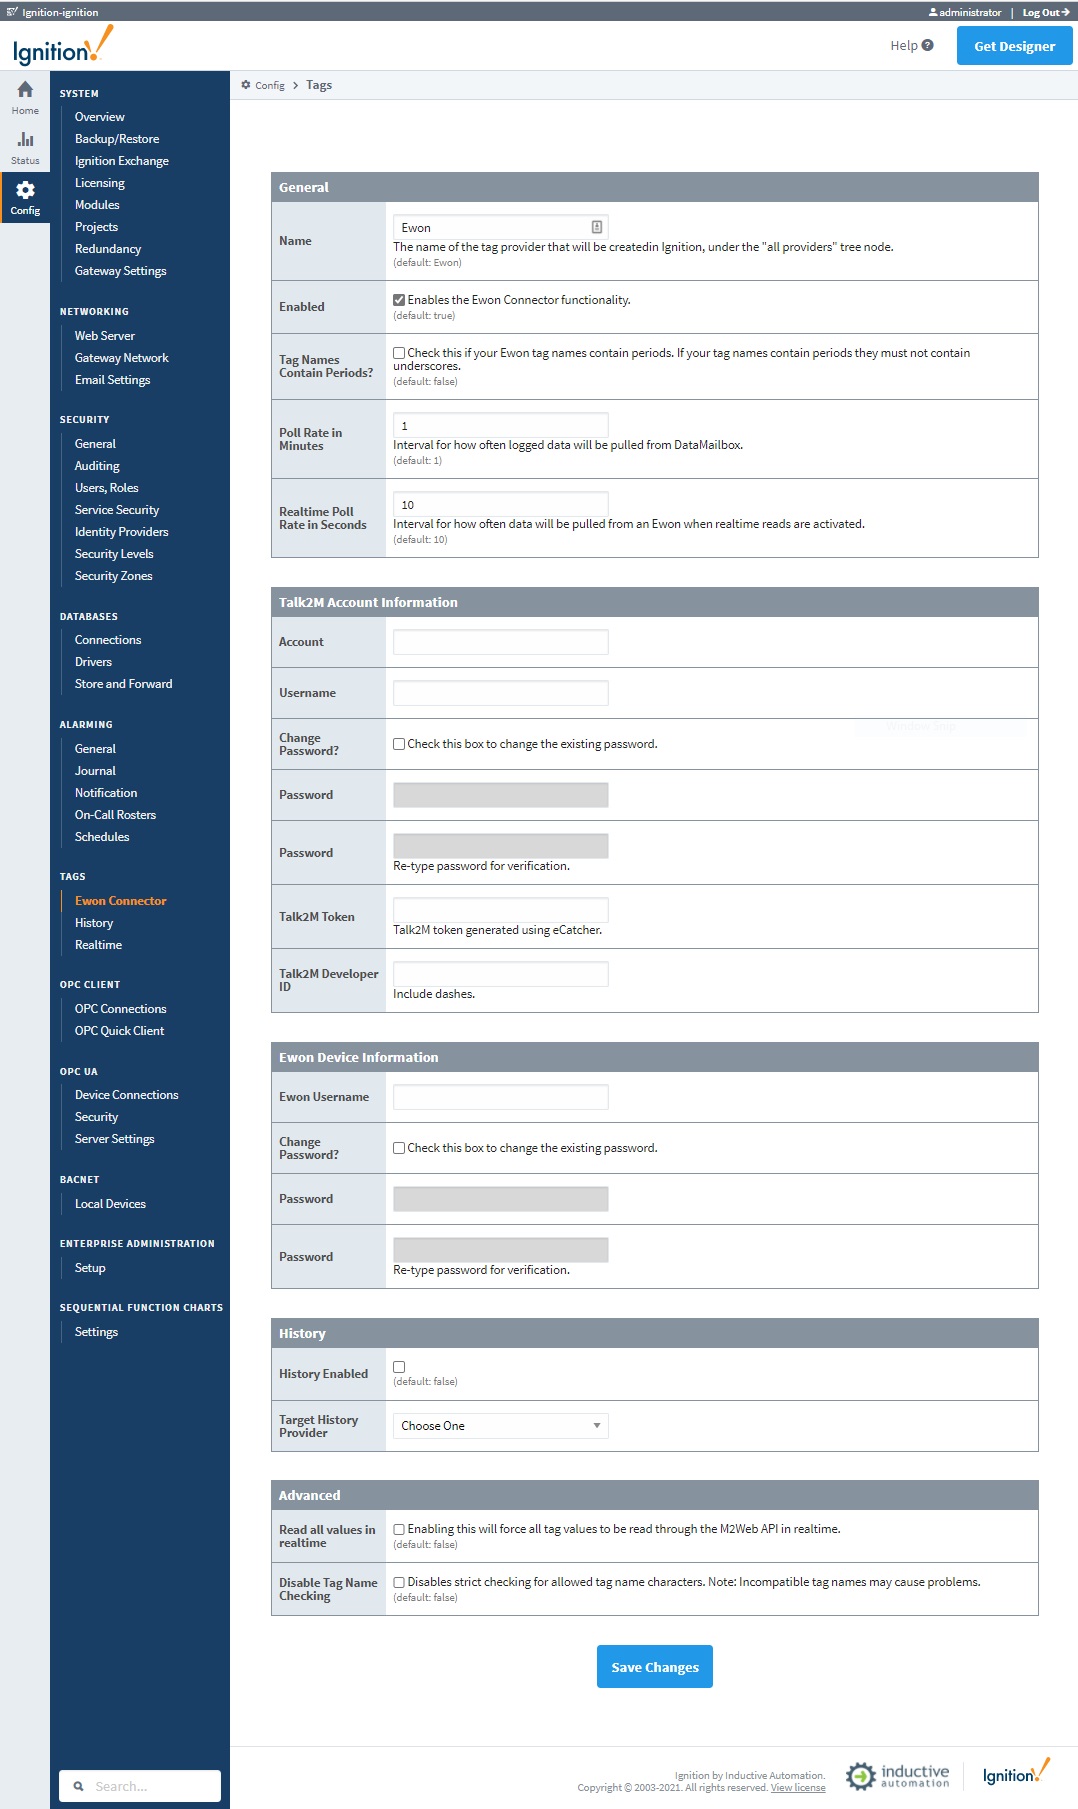 Ignition-ignition
administrator | Log Out
Ignition!
Help ?
Get Designer
Home
Status
Config
SYSTEM
Overview
Backup/Restore
Ignition Exchange
Licensing
Modules
Projects
Redundancy
Gateway Settings
NETWORKING
Web Server
Gateway Network
Email Settings
SECURITY
General
Auditing
Users, Roles
Service Security
Identity Providers
Security Levels
Security Zones
DATABASES
Connections
Drivers
Store and Forward
ALARMING
General
Journal
Notification
On-Call Rosters
Schedules
TAGS
Ewon Connector
History
Realtime
OPC CLIENT
OPC Connections
OPC Quick Client
OPC UA
Device Connections
Security
Server Settings
BACNET
Local Devices
ENTERPRISE ADMINISTRATION
Setup
SEQUENTIAL FUNCTION CHARTS
Settings
Search...
Config > Tags
General
Name
Ewon
The name of the tag provider that will be createdin Ignition, under the "all providers" tree node.
(default: Ewon)
Enabled
Enables the Ewon Connector functionality.
(default: true)
Tag Names
Contain Periods?
Check this if your Ewon tag names contain periods. If your tag names contain periods they must not contain
underscores.
(default: false)
Poll Rate in
Minutes
1
Interval for how often logged data will be pulled from DataMailbox.
(default: 1)
Realtime Poll
Rate in Seconds
10
Interval for how often data will be pulled from an Ewon when realtime reads are activated.
(default: 10)
Talk2M Account Information
Account
Username
Window Snip
Change
Password?
Check this box to change the existing password.
Password
Password
Re-type password for verification.
Talk2M Token
Talk2M token generated using eCatcher.
Talk2M Developer
ID
Include dashes.
Ewon Device Information
Ewon Username
Change
Password?
Check this box to change the existing password.
Password
Password
Re-type password for verification.
History
History Enabled
(default: false)
Target History
Provider
Choose One
Advanced
Read all values in
realtime
Enabling this will force all tag values to be read through the M2Web API in realtime.
(default: false)
Disable Tag Name
Checking
Disables strict checking for allowed tag name characters. Note: Incompatible tag names may cause problems.
(default: false)
Save Changes
Ignition by Inductive Automation.
Copyright © 2003-2021. All rights reserved. View license
inductive
automation
Ignition!